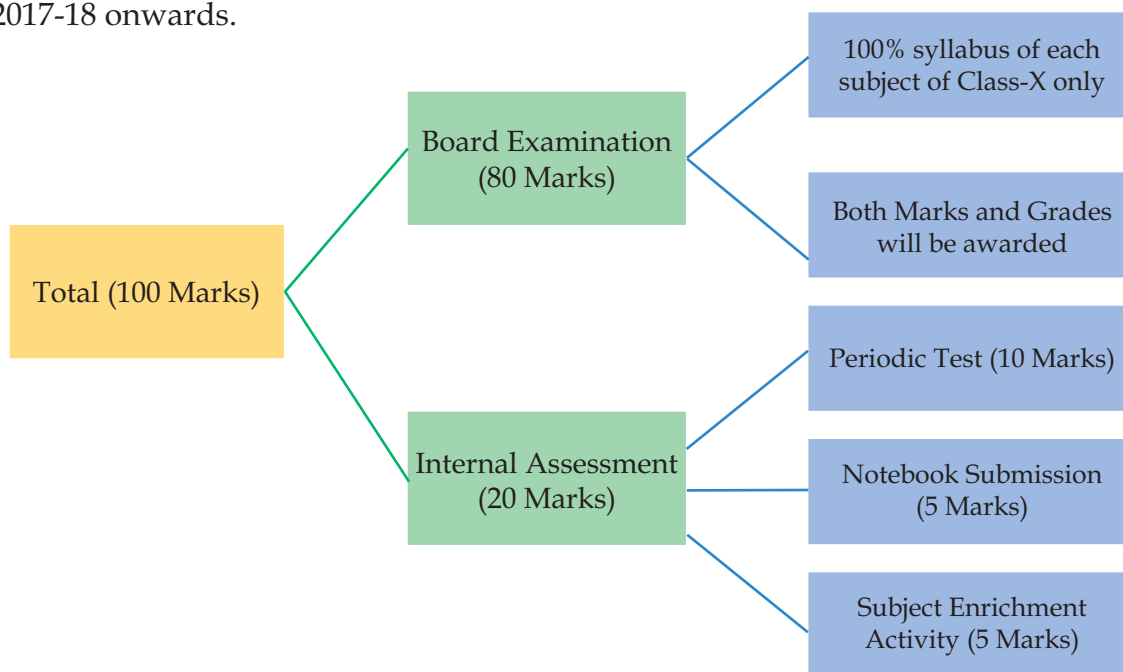 2017-18 onwards.
Total (100 Marks)
Board Examination
(80 Marks)
100% syllabus of each
subject of Class-X only
Both Marks and Grades
will be awarded
Internal Assessment
(20 Marks)
Periodic Test (10 Marks)
Notebook Submission
(5 Marks)
Subject Enrichment
Activity (5 Marks)